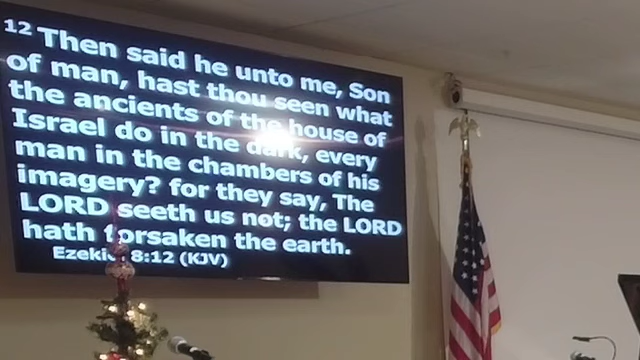 12 Then said he unto me, Son
of man, hast thou seen what
the ancients of the house of
Israel do in the dark, every
man in the chambers of his
imagery? for they say, The
LORD seeth us not; the LORD
hath forsaken the earth.
Ezekiel 8:12 (KJV)